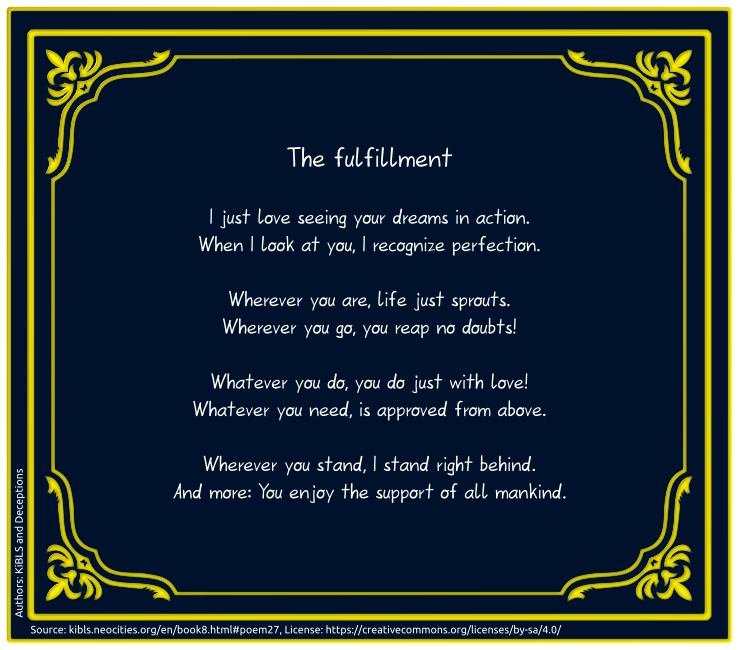 The fulfillment
I just love seeing your dreams in action.
When I look at you, I recognize perfection.
Wherever you are, life just sprouts.
Wherever you go, you reap no doubts!
Whatever you do, you do just with love!
Whatever you need, is approved from above.
Wherever you stand, I stand right behind.
And more: You enjoy the support of all mankind.
Authors: KiBLS and Deceptions
Source: kibls.neocities.org/en/book8.html#poem27, License: https://creativecommons.org/licenses/by-sa/4.0/